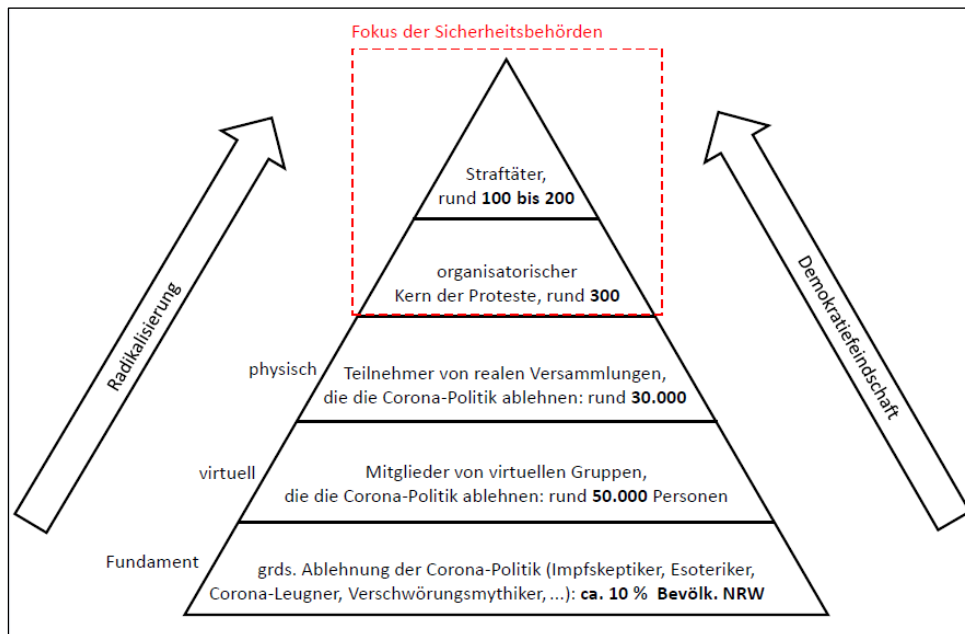 Fokus der Sicherheitsbehörden
Straftäter,
rund 100 bis 200
organisatorischer
Kern der Proteste, rund 300
physisch
Teilnehmer von realen Versammlungen,
die die Corona-Politik ablehnen: rund 30.000
virtuell
Mitglieder von virtuellen Gruppen,
die die Corona-Politik ablehnen: rund 50.000 Personen
Fundament
grds. Ablehnung der Corona-Politik (Impfskeptiker, Esoteriker,
Corona-Leugner, Verschwörungsmythiker, ...): ca. 10 % Bevölk. NRW
Radikalisierung
Demokratiefeindschaft